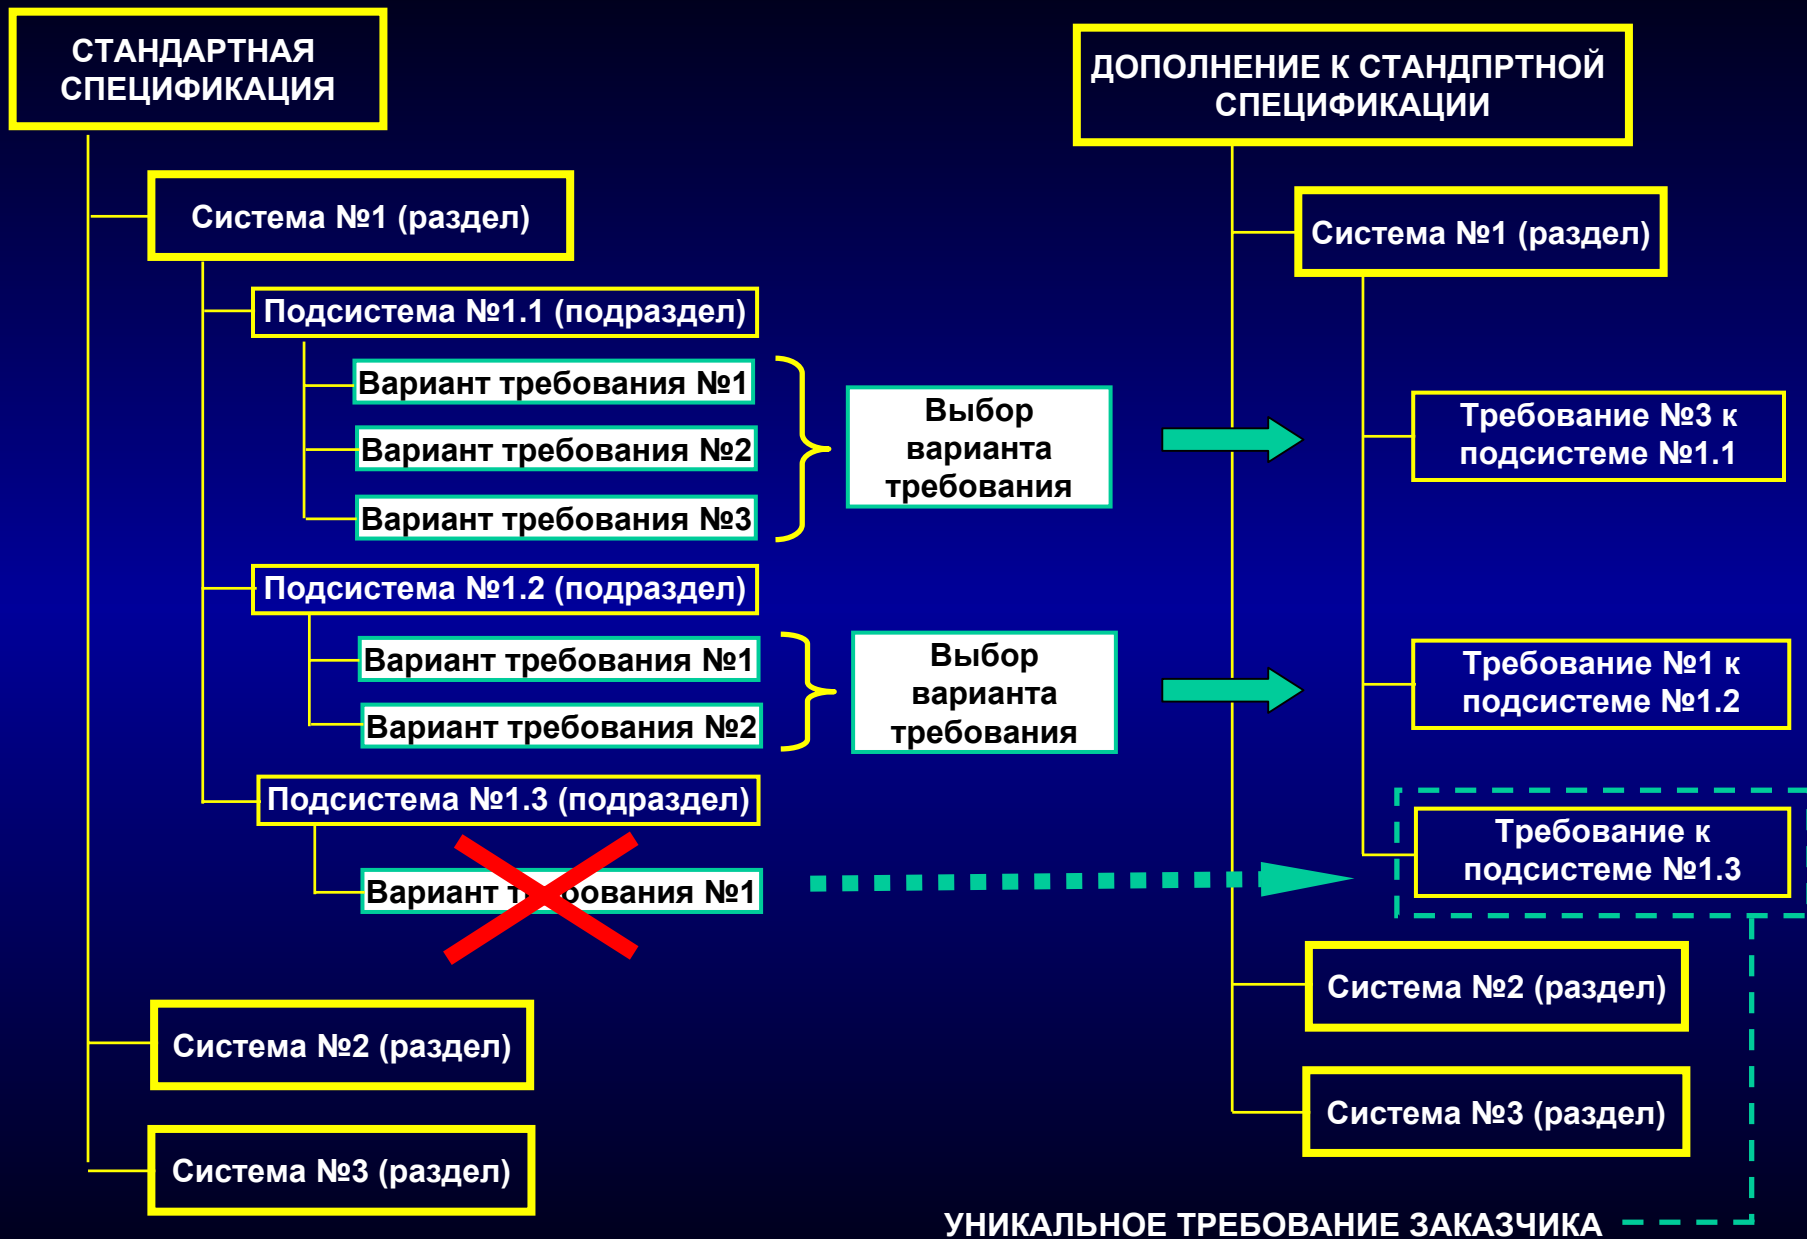 СТАНДАРТНАЯ
СПЕЦИФИКАЦИЯ
Система №1 (раздел)
Подсистема №1.1 (подраздел)
Вариант требования №1
Вариант требования №2
Вариант требования №3
Выбор
варианта
требования
Подсистема №1.2 (подраздел)
Вариант требования №1
Вариант требования №2
Выбор
варианта
требования
Подсистема №1.3 (подраздел)
Вариант требования №1
Система №2 (раздел)
Система №3 (раздел)
ДОПОЛНЕНИЕ К СТАНДПРТНОЙ
СПЕЦИФИКАЦИИ
Система №1 (раздел)
Требование №3 к
подсистеме №1.1
Требование №1 к
подсистеме №1.2
Требование к
подсистеме №1.3
Система №2 (раздел)
Система №3 (раздел)
УНИКАЛЬНОЕ ТРЕБОВАНИЕ ЗАКАЗЧИКА